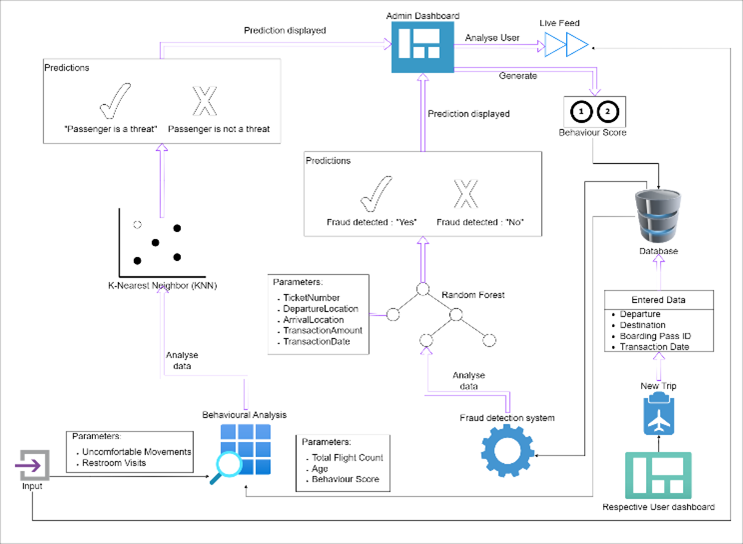 Admin Dashboard
Prediction displayed
Live Feed
Analyse User
Predictions
Generate
"Passenger is a threat"
Passenger is not a threat
Prediction displayed
1 2
Behaviour Score
Predictions
Fraud detected : "Yes"
Fraud detected : "No"
Database
K-Nearest Neighbor (KNN)
Parameters:
TicketNumber
DepartureLocation
ArrivalLocation
TransactionAmount
TransactionDate
Random Forest
Entered Data
Departure
Destination
Boarding Pass ID
Transaction Date
Analyse
data
Analyse
data
New Trip
Behavioural Analysis
Fraud detection system
Parameters:
Uncomfortable Movements
Restroom Visits
Parameters:
Total Flight Count
Age
Behaviour Score
Input
Respective User dashboard